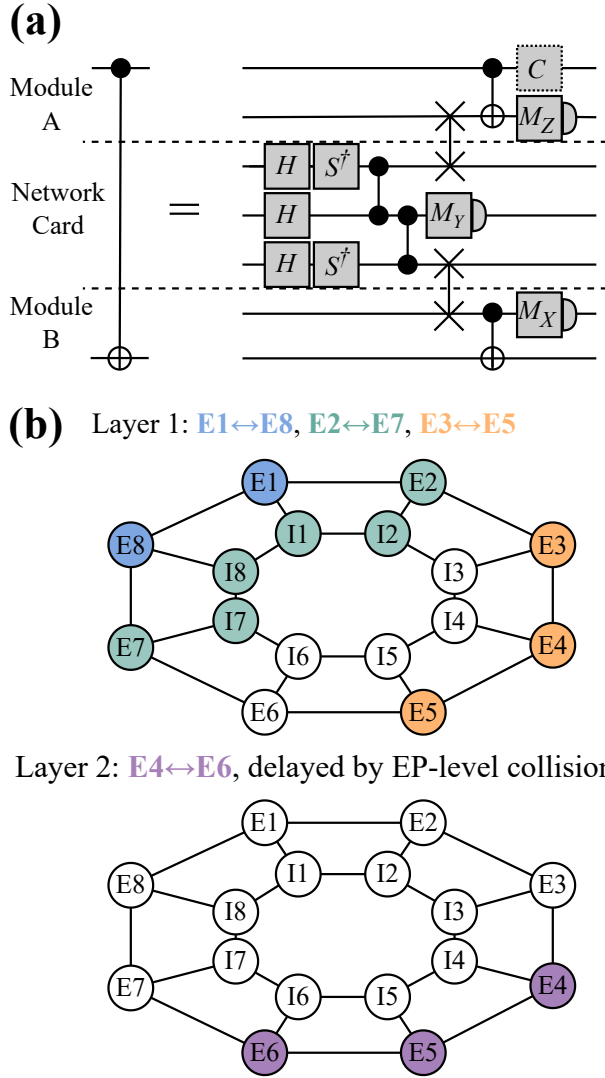 (a)
Module
A
C
M_Z
Network
Card
=
H S†
H
M_Y
H S†
Module
B
M_X
(b) Layer 1: E1↔E8, E2↔E7, E3↔E5
E1 E2
I1 I2
E8 E3
I8 I3
I7 I4
E7 E4
I6 I5
E6 E5
Layer 2: E4↔E6, delayed by EP-level collision
E1 E2
I1 I2
E8 E3
I8 I3
I7 I4
E7 E4
I6 I5
E6 E5